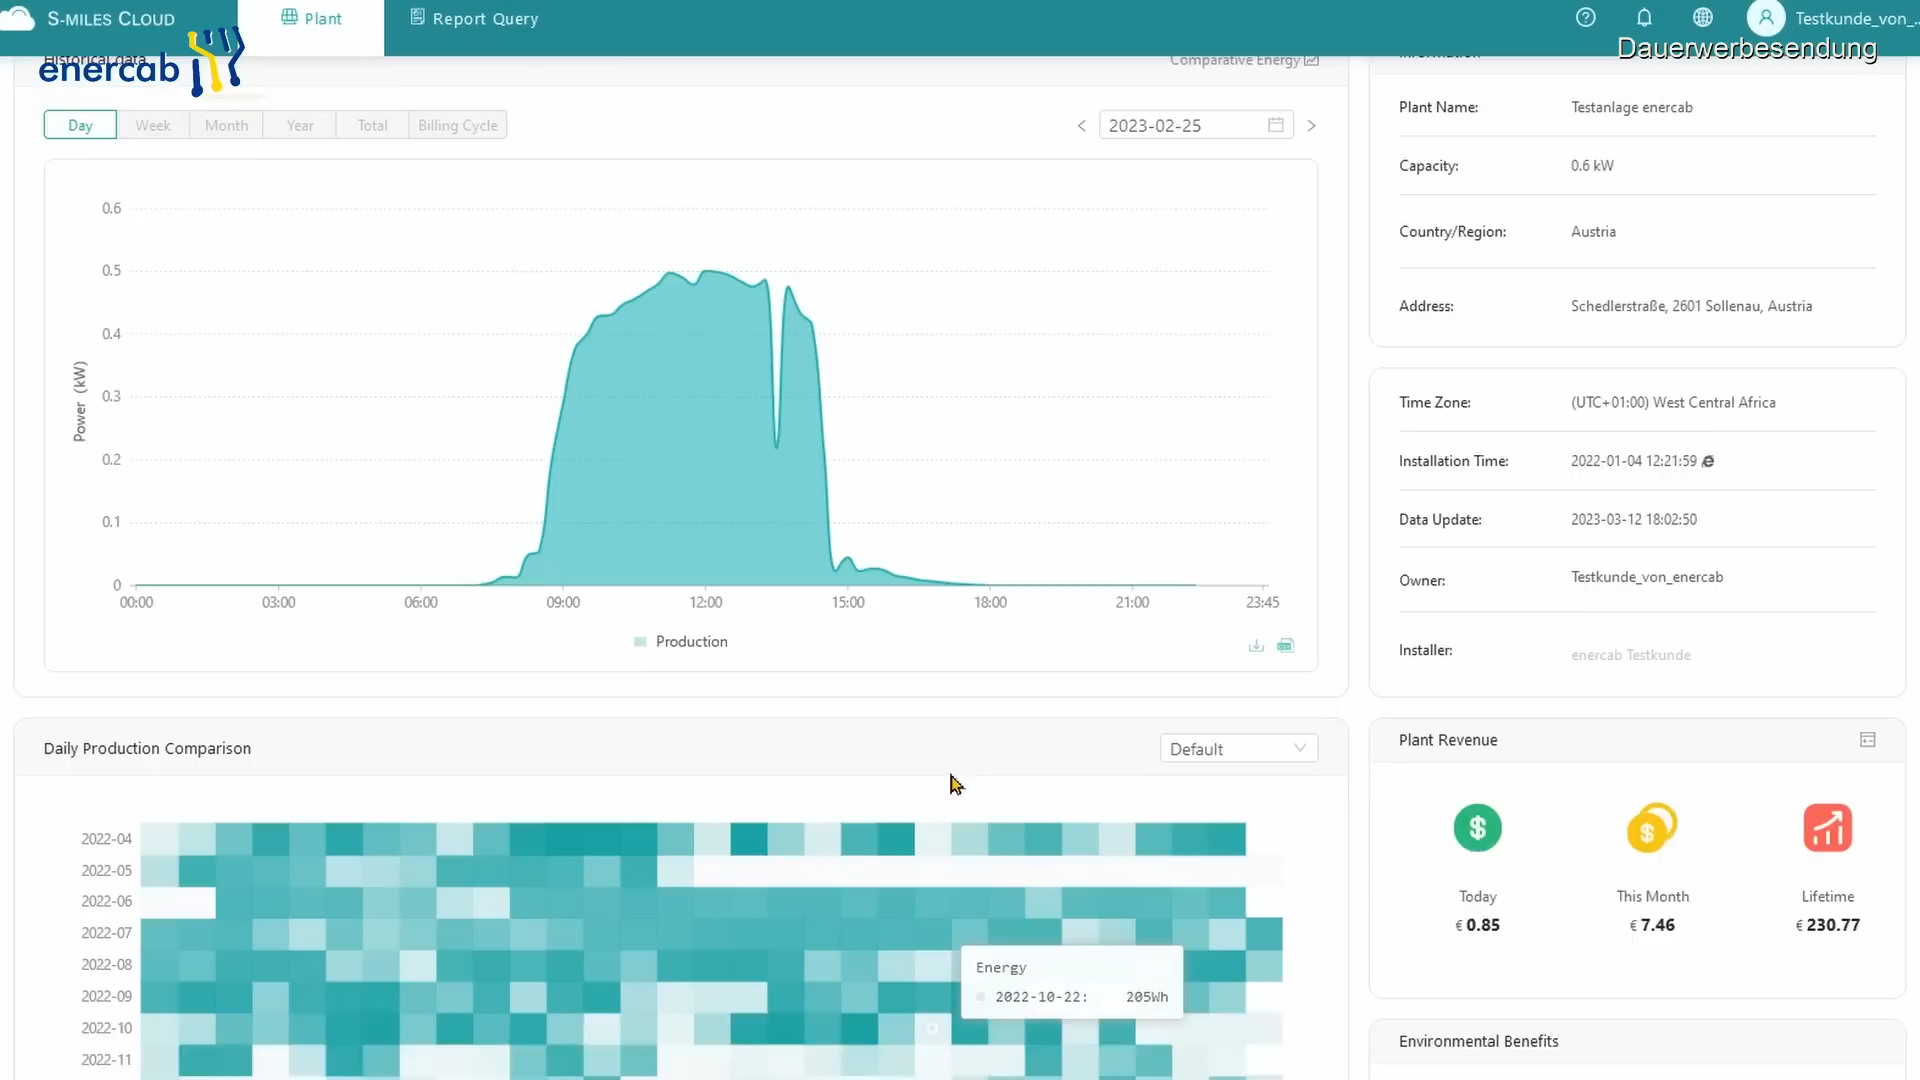 S-MILES CLOUD
Plant
Report Query
Testkunde_von_...
Dauerwerbesendung
enercab
Historical data
Comparative Energy
Information
Day
Week
Month
Year
Total
Billing Cycle
2023-02-25
Power (kW)
0.6
0.5
0.4
0.3
0.2
0.1
0
00:00
03:00
06:00
09:00
12:00
15:00
18:00
21:00
23:45
Production
Plant Name: Testanlage enercab
Capacity: 0.6 kW
Country/Region: Austria
Address: Schedlerstraße, 2601 Sollenau, Austria
Time Zone: (UTC+01:00) West Central Africa
Installation Time: 2022-01-04 12:21:59
Data Update: 2023-03-12 18:02:50
Owner: Testkunde_von_enercab
Installer: enercab Testkunde
Daily Production Comparison
Default
2022-04
2022-05
2022-06
2022-07
2022-08
2022-09
2022-10
2022-11
Energy
2022-10-22: 205Wh
Plant Revenue
Today
€ 0.85
This Month
€ 7.46
Lifetime
€ 230.77
Environmental Benefits